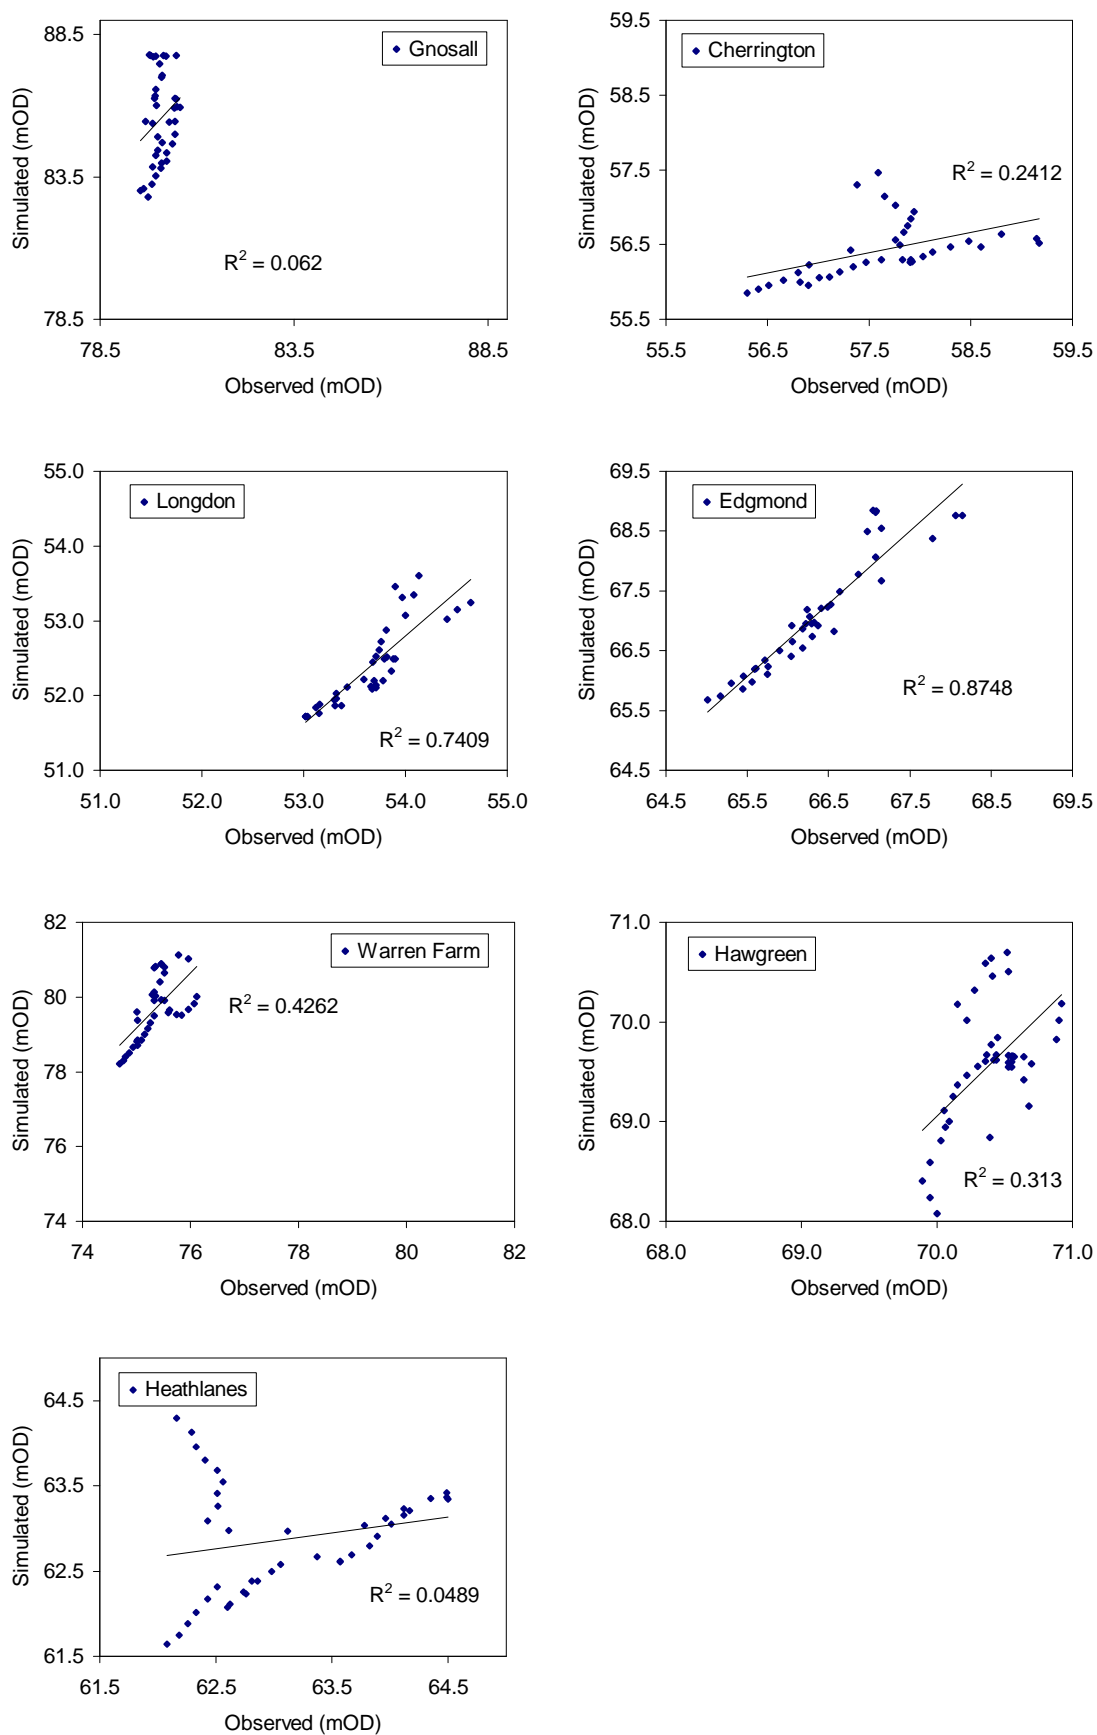 88.5
Gnosall
83.5
Simulated (mOD)
R² = 0.062
78.5
78.5 83.5 88.5
Observed (mOD)
59.5
Cherrington
58.5
57.5
R² = 0.2412
Simulated (mOD)
56.5
55.5
55.5 56.5 57.5 58.5 59.5
Observed (mOD)
55.0
Longdon
54.0
53.0
Simulated (mOD)
52.0
R² = 0.7409
51.0
51.0 52.0 53.0 54.0 55.0
Observed (mOD)
69.5
Edgmond
68.5
67.5
Simulated (mOD)
66.5
R² = 0.8748
65.5
64.5
64.5 65.5 66.5 67.5 68.5 69.5
Observed (mOD)
82
Warren Farm
80
R² = 0.4262
78
Simulated (mOD)
76
74
74 76 78 80 82
Observed (mOD)
71.0
Hawgreen
70.0
Simulated (mOD)
69.0
R² = 0.313
68.0
68.0 69.0 70.0 71.0
Observed (mOD)
Heathlanes
64.5
63.5
Simulated (mOD)
62.5
R² = 0.0489
61.5
61.5 62.5 63.5 64.5
Observed (mOD)